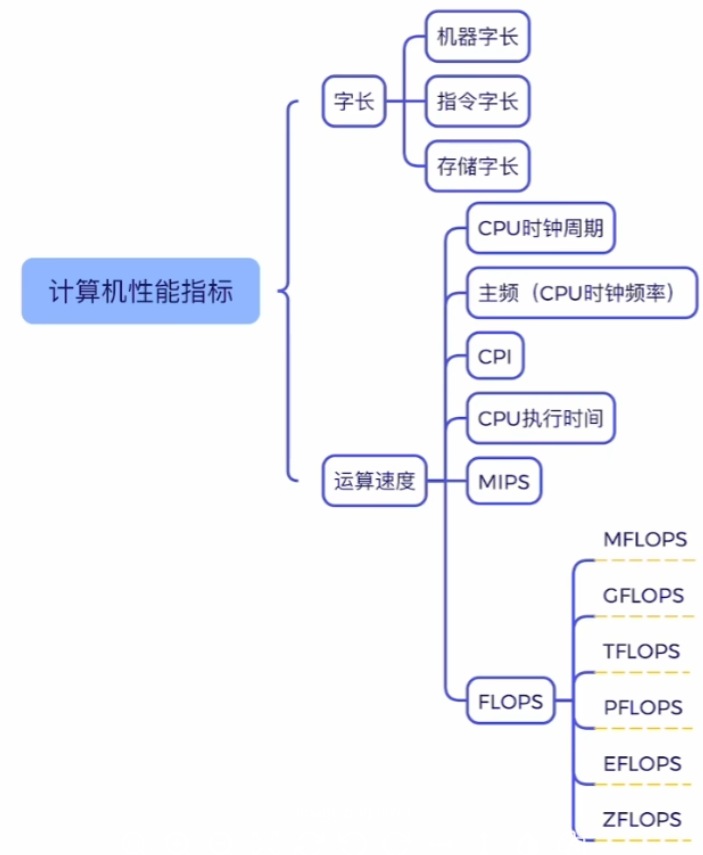 计算机性能指标
字长
机器字长
指令字长
存储字长
运算速度
CPU时钟周期
主频（CPU时钟频率）
CPI
CPU执行时间
MIPS
FLOPS
MFLOPS
GFLOPS
TFLOPS
PFLOPS
EFLOPS
ZFLOPS